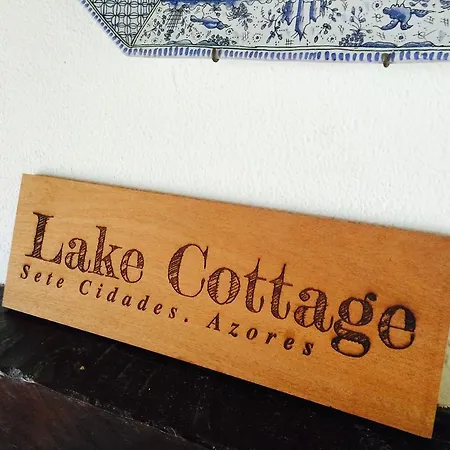 Lake Cottage
Sete Cidades. Azores